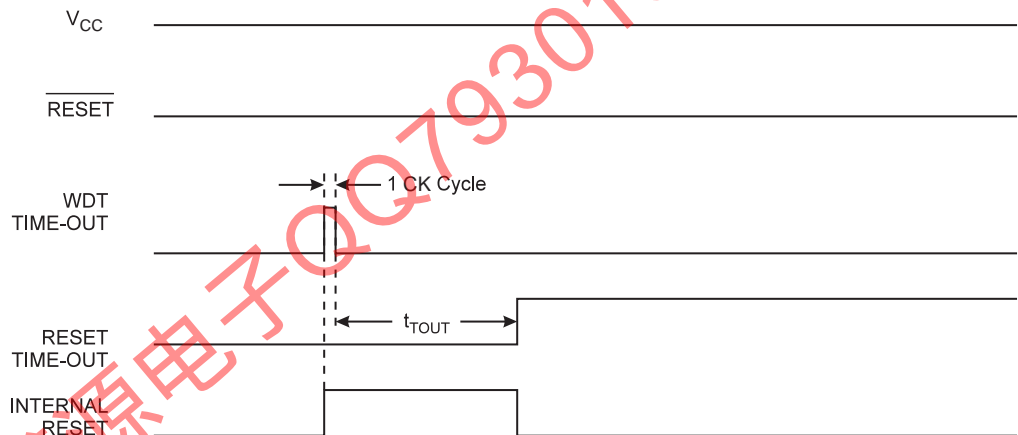 VCC
RESET
1 CK Cycle
WDT
TIME-OUT
tTOUT
RESET
TIME-OUT
INTERNAL
RESET
源电子QQ7930